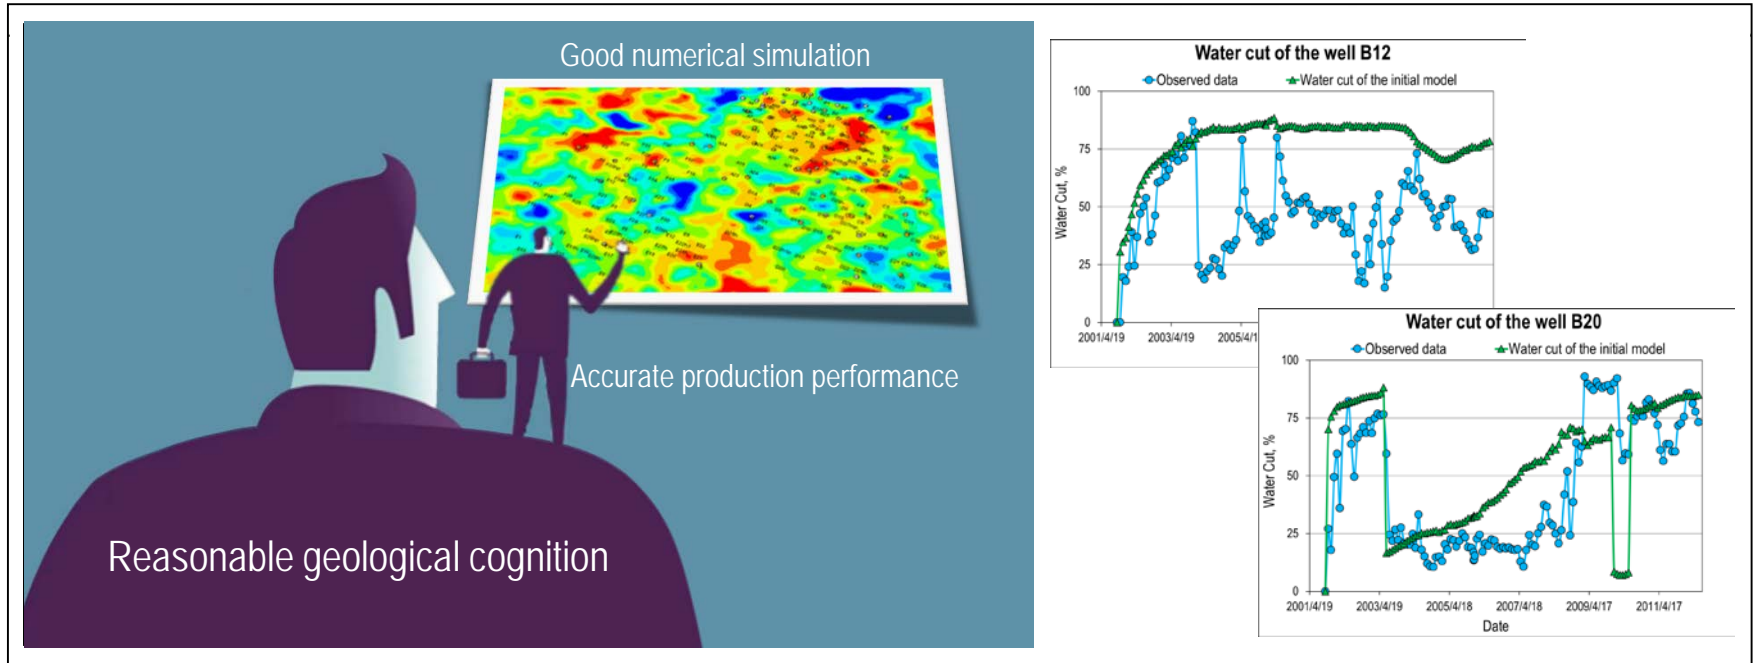 Good numerical simulation
Accurate production performance
Reasonable geological cognition
Water cut of the well B12
Observed data
Water cut of the initial model
Water Cut, %
100
75
50
25
0
2001/4/19
2003/4/19
Water cut of the well B20
Observed data
Water cut of the initial model
Water Cut, %
100
75
50
25
0
2001/4/19
2003/4/19
2005/4/18
2007/4/18
2009/4/17
2011/4/17
Date